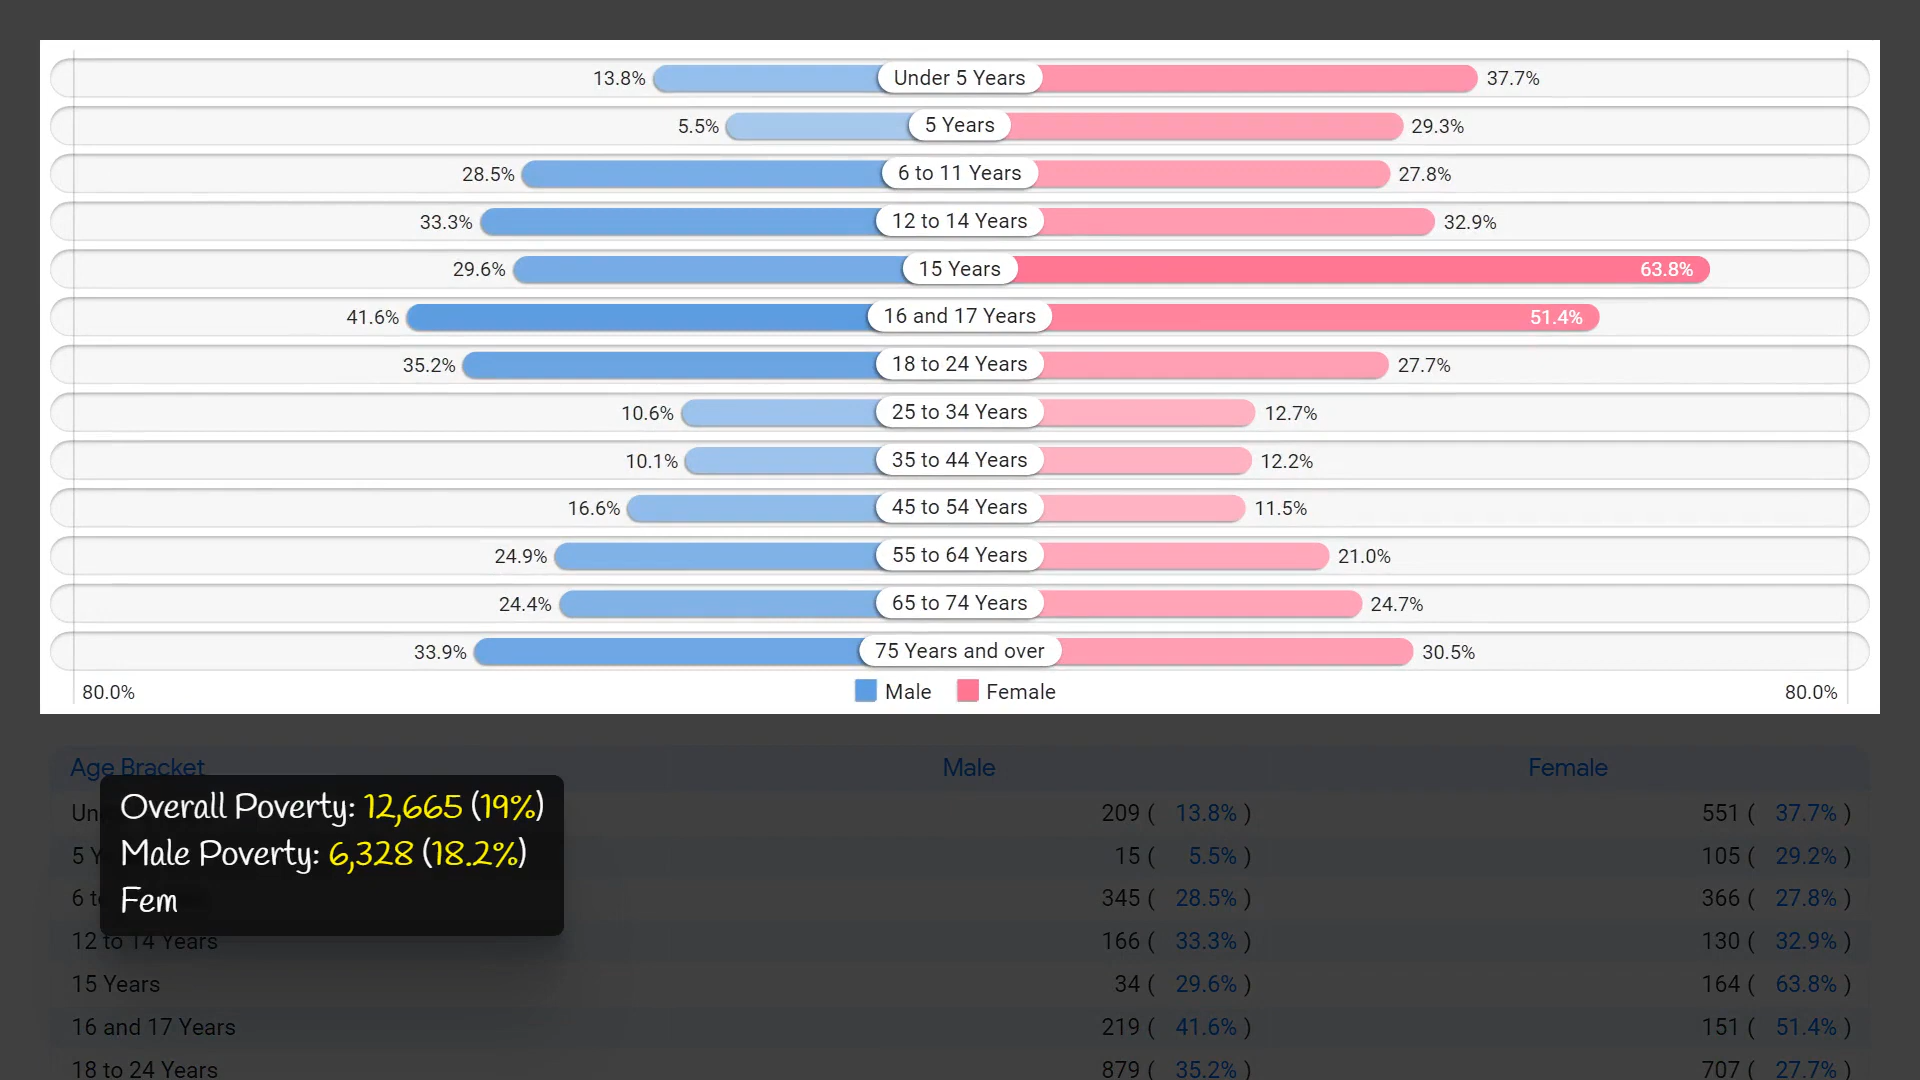 13.8% Under 5 Years 37.7%
5.5% 5 Years 29.3%
28.5% 6 to 11 Years 27.8%
33.3% 12 to 14 Years 32.9%
29.6% 15 Years 63.8%
41.6% 16 and 17 Years 51.4%
35.2% 18 to 24 Years 27.7%
10.6% 25 to 34 Years 12.7%
10.1% 35 to 44 Years 12.2%
16.6% 45 to 54 Years 11.5%
24.9% 55 to 64 Years 21.0%
24.4% 65 to 74 Years 24.7%
33.9% 75 Years and over 30.5%
80.0% Male Female 80.0%
Age Bracket Male Female
Overall Poverty: 12,665 (19%)
Male Poverty: 6,328 (18.2%)
Fem
209 ( 13.8% ) 551 ( 37.7% )
15 ( 5.5% ) 105 ( 29.2% )
345 ( 28.5% ) 366 ( 27.8% )
12 to 14 Years 166 ( 33.3% ) 130 ( 32.9% )
15 Years 34 ( 29.6% ) 164 ( 63.8% )
16 and 17 Years 219 ( 41.6% ) 151 ( 51.4% )
18 to 24 Years 879 ( 35.2% ) 707 ( 27.7% )